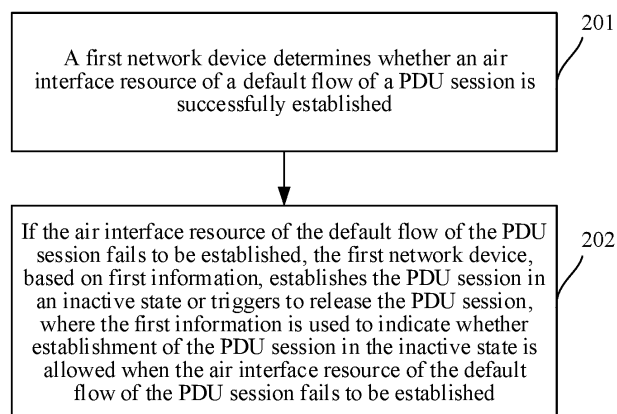 201
A first network device determines whether an air
interface resource of a default flow of a PDU session is
successfully established
202
If the air interface resource of the default flow of the PDU
session fails to be established, the first network device,
based on first information, establishes the PDU session in
an inactive state or triggers to release the PDU session,
where the first information is used to indicate whether
establishment of the PDU session in the inactive state is
allowed when the air interface resource of the default
flow of the PDU session fails to be established